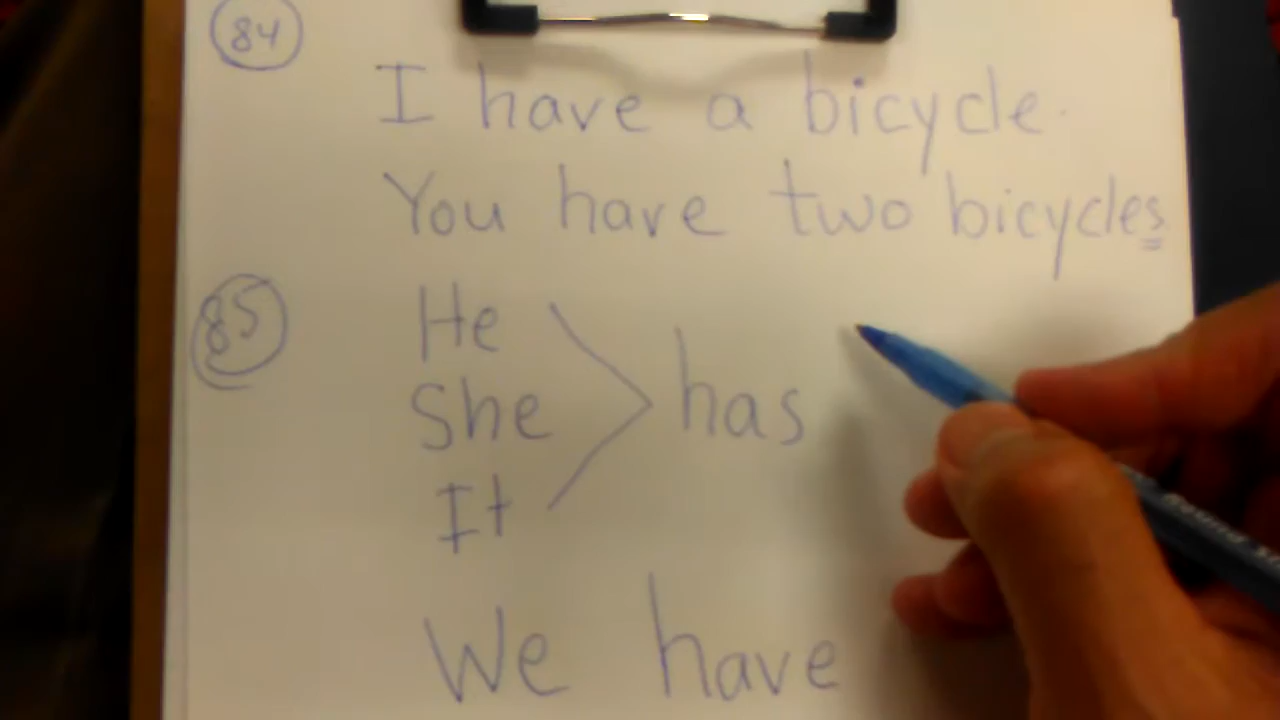 84
I have a bicycle.
You have two bicycles
85
He
She
It
has
We have